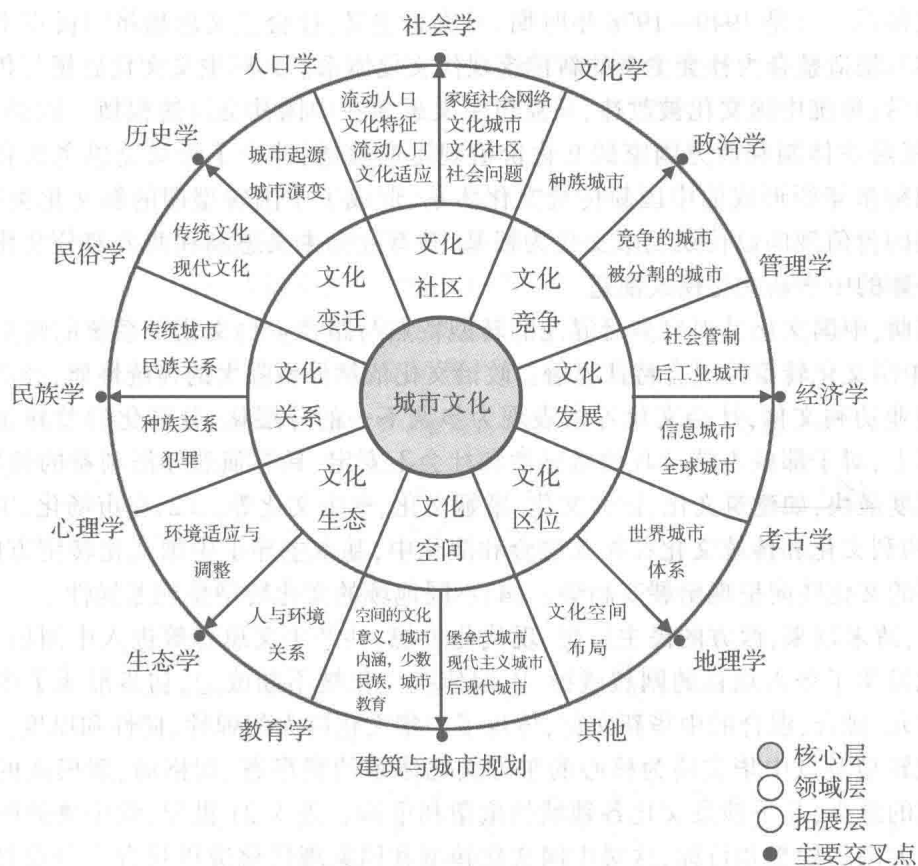 社会学
人口学
文化学
历史学
政治学
民俗学
管理学
民族学
经济学
心理学
考古学
生态学
地理学
教育学
其他
建筑与城市规划
流动人口
文化特征
流动人口
文化适应
家庭社会网络
文化城市
文化社区
社会问题
种族城市
城市起源
城市演变
竞争的城市
被分割的城市
传统文化
现代文化
社会管制
后工业城市
传统城市
民族关系
种族关系
犯罪
信息城市
全球城市
环境适应与
调整
世界城市
体系
人与环境
关系
空间的文化
意义，城市
内涵，少数
民族，城市
教育
堡垒式城市
现代主义城市
后现代城市
文化空间
布局
文化
社区
文化
变迁
文化
竞争
文化
关系
文化
发展
文化
生态
文化
空间
文化
区位
城市文化
核心层
领域层
拓展层
主要交叉点